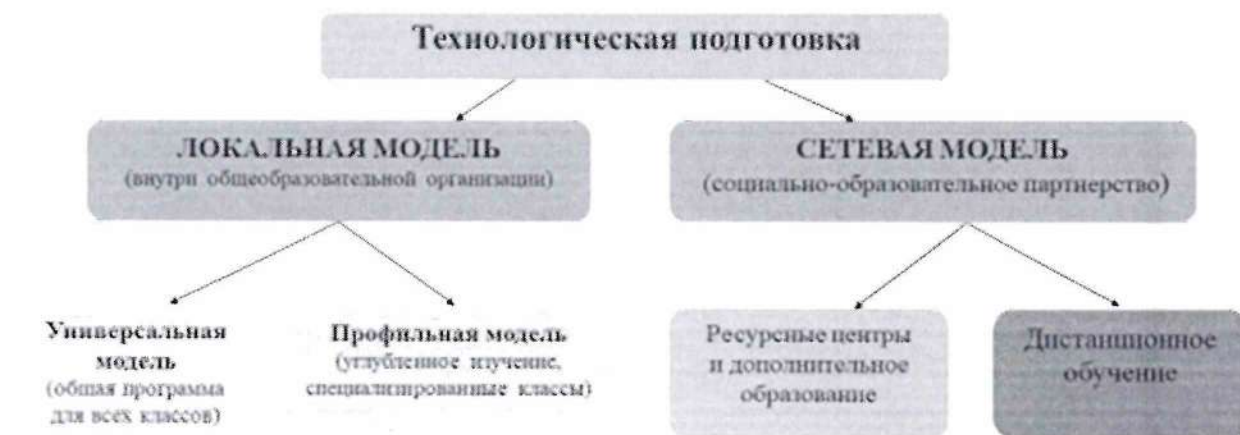 Технологическая подготовка
ЛОКАЛЬНАЯ МОДЕЛЬ
(внутри общеобразовательной организации)
СЕТЕВАЯ МОДЕЛЬ
(социально-образовательное партнерство)
Универсальная
модель
(общая программа
для всех классов)
Профильная модель
(углубленное изучение,
специализированные классы)
Ресурсные центры
и дополнительное
образование
Дистанционное
обучение